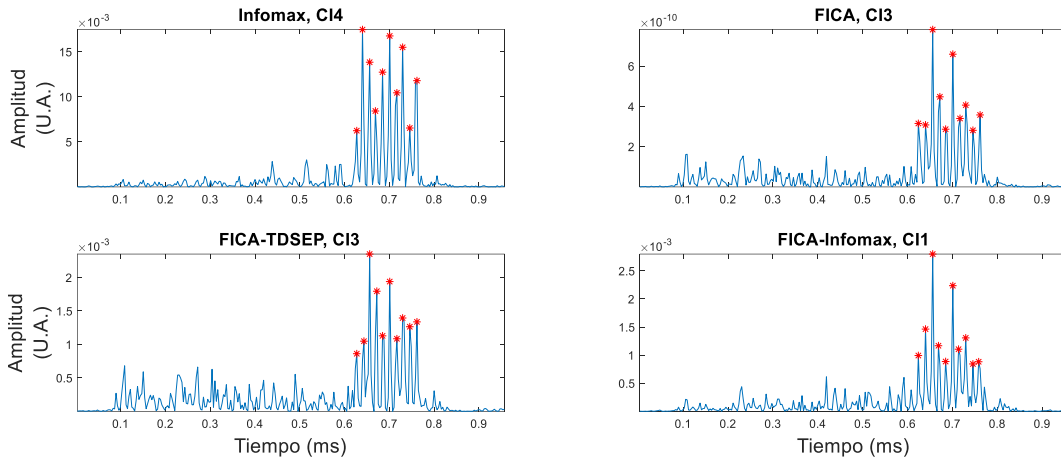 Infomax, CI4
×10-3
15
10
5
Amplitud
(U.A.)
0.1 0.2 0.3 0.4 0.5 0.6 0.7 0.8 0.9
FICA, CI3
×10-10
6
4
2
0.1 0.2 0.3 0.4 0.5 0.6 0.7 0.8 0.9
FICA-TDSEP, CI3
×10-3
2
1.5
1
0.5
Amplitud
(U.A.)
0.1 0.2 0.3 0.4 0.5 0.6 0.7 0.8 0.9
Tiempo (ms)
FICA-Infomax, CI1
×10-3
2.5
2
1.5
1
0.5
0.1 0.2 0.3 0.4 0.5 0.6 0.7 0.8 0.9
Tiempo (ms)